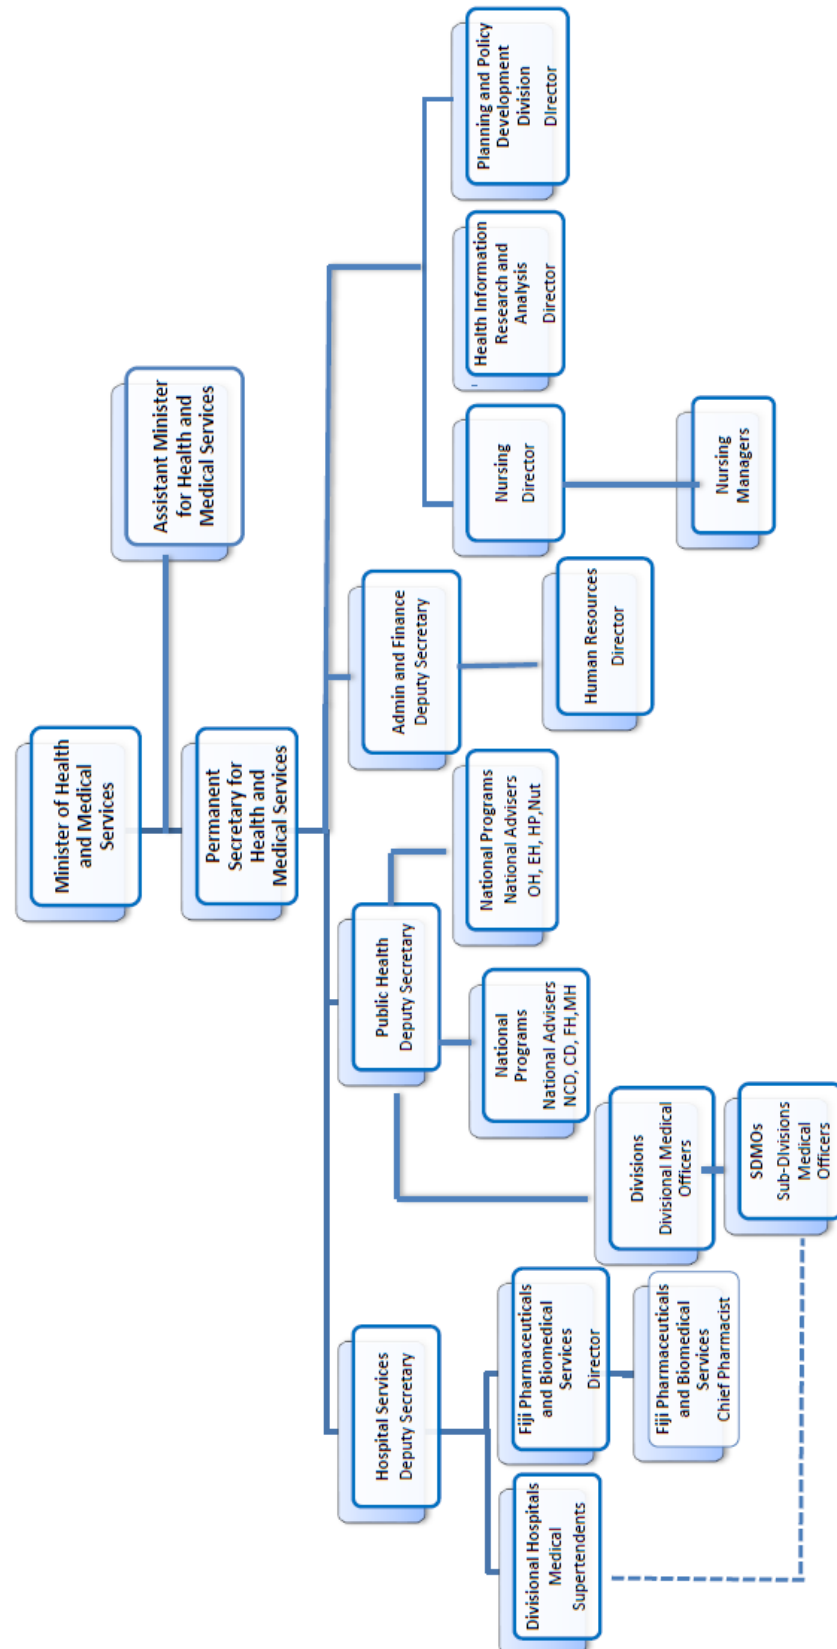 Minister of Health
and Medical
Services
Assistant Minister
for Health and
Medical Services
Permanent
Secretary for
Health and
Medical Services
Hospital Services
Deputy Secretary
Public Health
Deputy Secretary
Admin and Finance
Deputy Secretary
Divisional Hospitals
Medical
Supertendents
Fiji Pharmaceuticals
and Biomedical
Services
Director
Fiji Pharmaceuticals
and Biomedical
Services
Chief Pharmacist
Divisions
Divisional Medical
Officers
SDMOs
Sub-DIvisions
Medical
Officers
National
Programs
National Advisers
NCD, CD, FH,MH
National Programs
National Advisers
OH, EH, HP,Nut
Human Resources
Director
Nursing
Director
Nursing
Managers
Health Information
Research and
Analysis
Director
Planning and Policy
Development
Division
DIrector